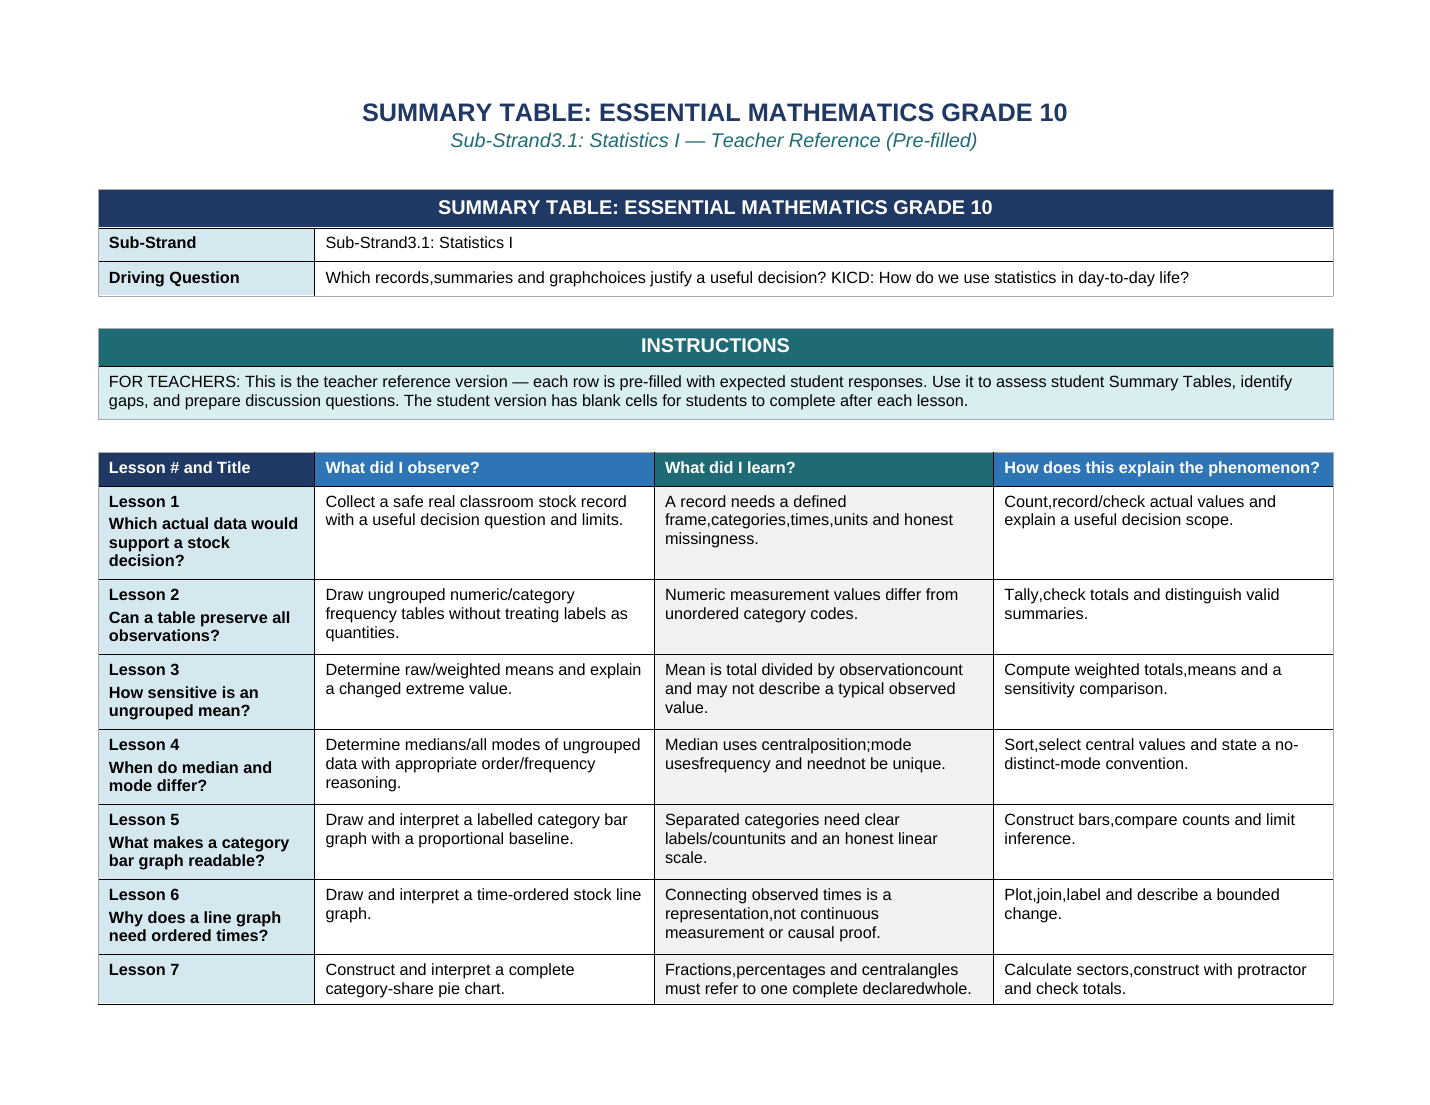 SUMMARY TABLE: ESSENTIAL MATHEMATICS GRADE 10
Sub-Strand3.1: Statistics I — Teacher Reference (Pre-filled)
SUMMARY TABLE: ESSENTIAL MATHEMATICS GRADE 10
Sub-Strand
Sub-Strand3.1: Statistics I
Driving Question
Which records,summaries and graphchoices justify a useful decision? KICD: How do we use statistics in day-to-day life?
INSTRUCTIONS
FOR TEACHERS: This is the teacher reference version — each row is pre-filled with expected student responses. Use it to assess student Summary Tables, identify
gaps, and prepare discussion questions. The student version has blank cells for students to complete after each lesson.
Lesson # and Title
What did I observe?
What did I learn?
How does this explain the phenomenon?
Lesson 1
Which actual data would
support a stock
decision?
Collect a safe real classroom stock record
with a useful decision question and limits.
A record needs a defined
frame,categories,times,units and honest
missingness.
Count,record/check actual values and
explain a useful decision scope.
Lesson 2
Can a table preserve all
observations?
Draw ungrouped numeric/category
frequency tables without treating labels as
quantities.
Numeric measurement values differ from
unordered category codes.
Tally,check totals and distinguish valid
summaries.
Lesson 3
How sensitive is an
ungrouped mean?
Determine raw/weighted means and explain
a changed extreme value.
Mean is total divided by observationcount
and may not describe a typical observed
value.
Compute weighted totals,means and a
sensitivity comparison.
Lesson 4
When do median and
mode differ?
Determine medians/all modes of ungrouped
data with appropriate order/frequency
reasoning.
Median uses centralposition;mode
usesfrequency and neednot be unique.
Sort,select central values and state a no-
distinct-mode convention.
Lesson 5
What makes a category
bar graph readable?
Draw and interpret a labelled category bar
graph with a proportional baseline.
Separated categories need clear
labels/countunits and an honest linear
scale.
Construct bars,compare counts and limit
inference.
Lesson 6
Why does a line graph
need ordered times?
Draw and interpret a time-ordered stock line
graph.
Connecting observed times is a
representation,not continuous
measurement or causal proof.
Plot,join,label and describe a bounded
change.
Lesson 7
Construct and interpret a complete
category-share pie chart.
Fractions,percentages and centralangles
must refer to one complete declaredwhole.
Calculate sectors,construct with protractor
and check totals.